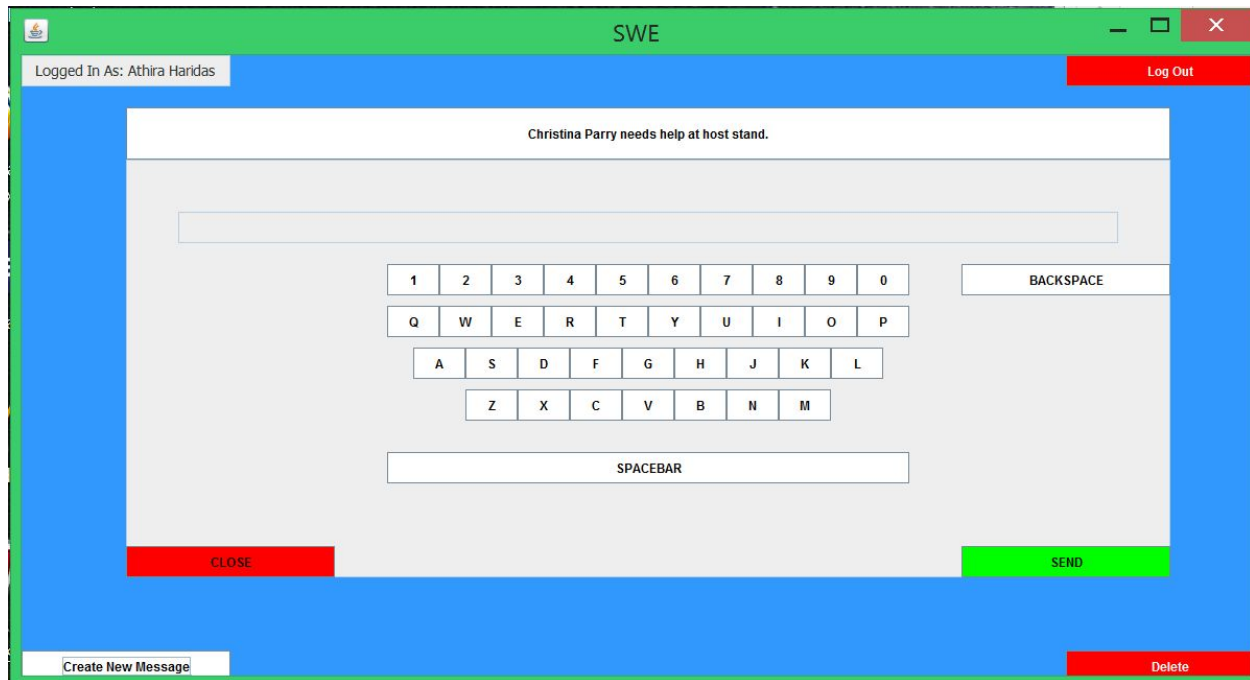 SWE
Logged In As: Athira Haridas
Log Out
Christina Parry needs help at host stand.
1 2 3 4 5 6 7 8 9 0 BACKSPACE
Q W E R T Y U I O P
A S D F G H J K L
Z X C V B N M
SPACEBAR
CLOSE SEND
Create New Message Delete